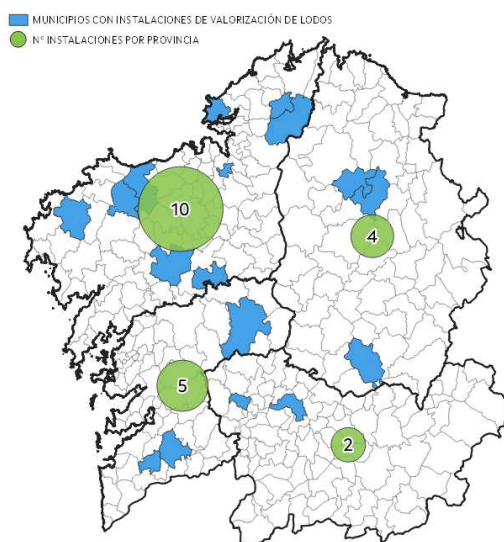 MUNICIPIOS CON INSTALACIONES DE VALORIZACIÓN DE LODOS
Nº INSTALACIONES POR PROVINCIA
10
4
5
2